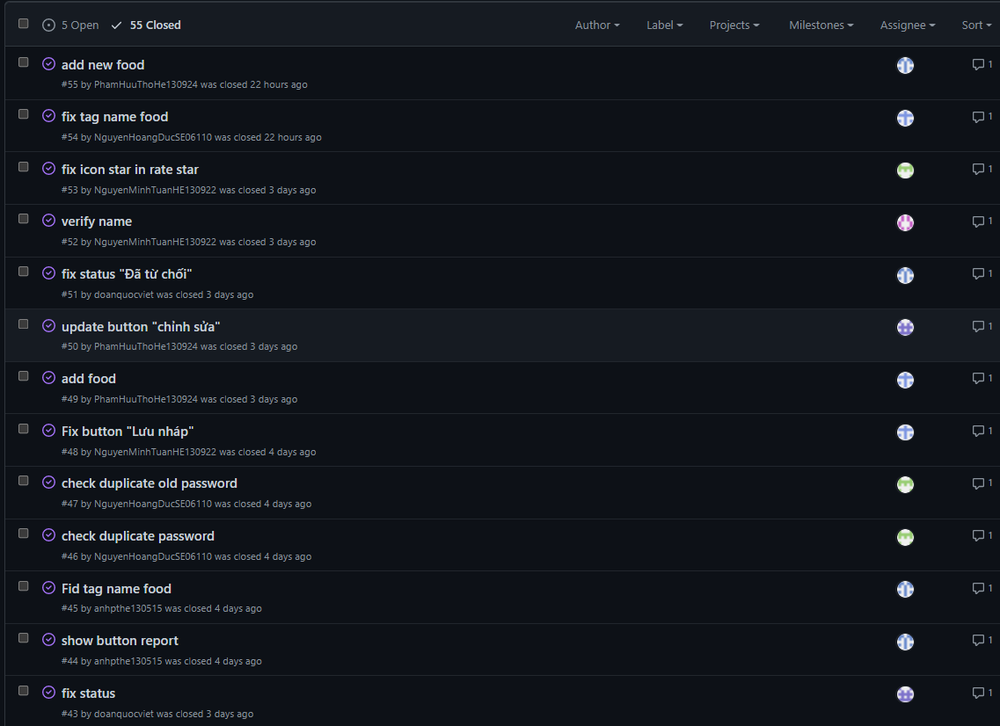 5 Open 55 Closed Author Label Projects Milestones Assignee Sort
add new food 1
#55 by PhamHuuThoHe130924 was closed 22 hours ago
fix tag name food 1
#54 by NguyenHoangDucSE06110 was closed 22 hours ago
fix icon star in rate star 1
#53 by NguyenMinhTuanHE130922 was closed 3 days ago
verify name 1
#52 by NguyenMinhTuanHE130922 was closed 3 days ago
fix status "Đã từ chối" 1
#51 by doanquocviet was closed 3 days ago
update button "chỉnh sửa" 1
#50 by PhamHuuThoHe130924 was closed 3 days ago
add food 1
#49 by PhamHuuThoHe130924 was closed 3 days ago
Fix button "Lưu nháp" 1
#48 by NguyenMinhTuanHE130922 was closed 4 days ago
check duplicate old password 1
#47 by NguyenHoangDucSE06110 was closed 4 days ago
check duplicate password 1
#46 by NguyenHoangDucSE06110 was closed 4 days ago
Fid tag name food 1
#45 by anhpthe130515 was closed 4 days ago
show button report 1
#44 by anhpthe130515 was closed 4 days ago
fix status 1
#43 by doanquocviet was closed 3 days ago